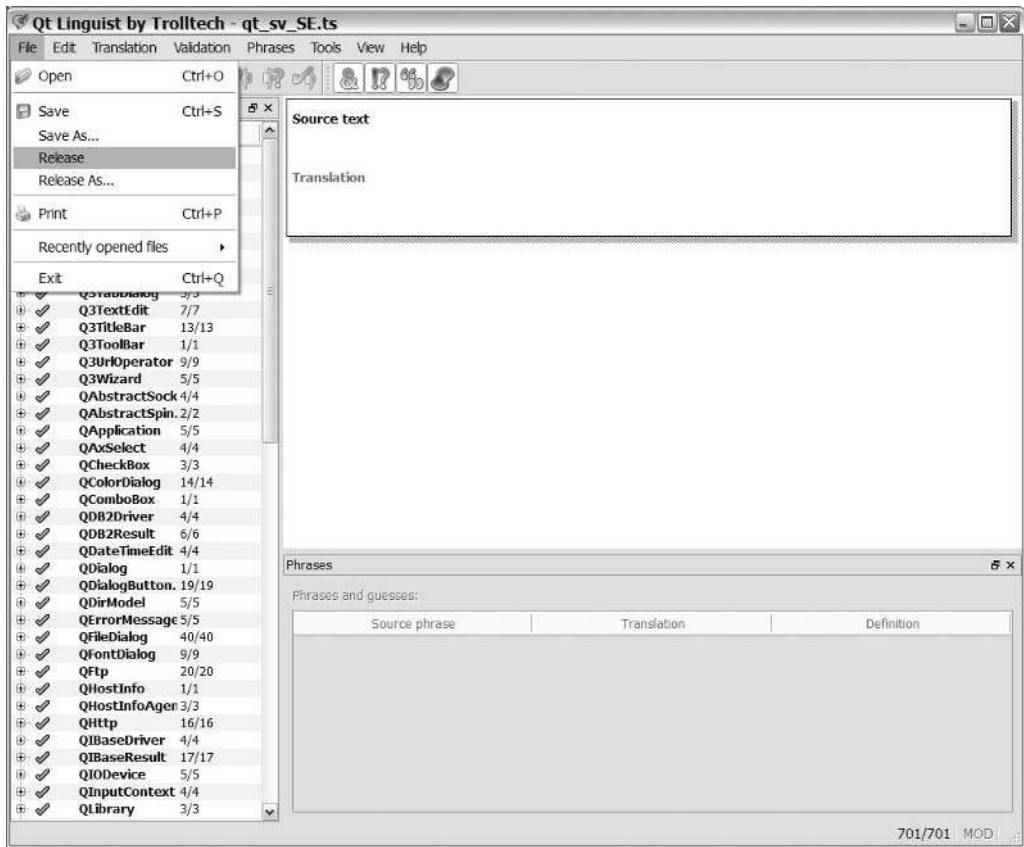 Qt Linguist by Trolltech - qt_sv_SE.ts
File Edit Translation Validation Phrases Tools View Help
Open Ctrl+O
Save Ctrl+S
Save As...
Release
Release As...
Print Ctrl+P
Recently opened files
Exit Ctrl+Q
Q3TabDialog 3/3
Q3TextEdit 7/7
Q3TitleBar 13/13
Q3ToolBar 1/1
Q3UrlOperator 9/9
Q3Wizard 5/5
QAbstractSock 4/4
QAbstractSpin. 2/2
QApplication 5/5
QAxSelect 4/4
QCheckBox 3/3
QColorDialog 14/14
QComboBox 1/1
QDB2Driver 4/4
QDB2Result 6/6
QDateTimeEdit 4/4
QDialog 1/1
QDialogButton. 19/19
QDirModel 5/5
QErrorMessage 5/5
QFileDialog 40/40
QFontDialog 9/9
QFtp 20/20
QHostInfo 1/1
QHostInfoAgen 3/3
QHttp 16/16
QIBaseDriver 4/4
QIBaseResult 17/17
QIODevice 5/5
QInputContext 4/4
QLibrary 3/3
Source text
Translation
Phrases
Phrases and guesses:
Source phrase Translation Definition
701/701 MOD